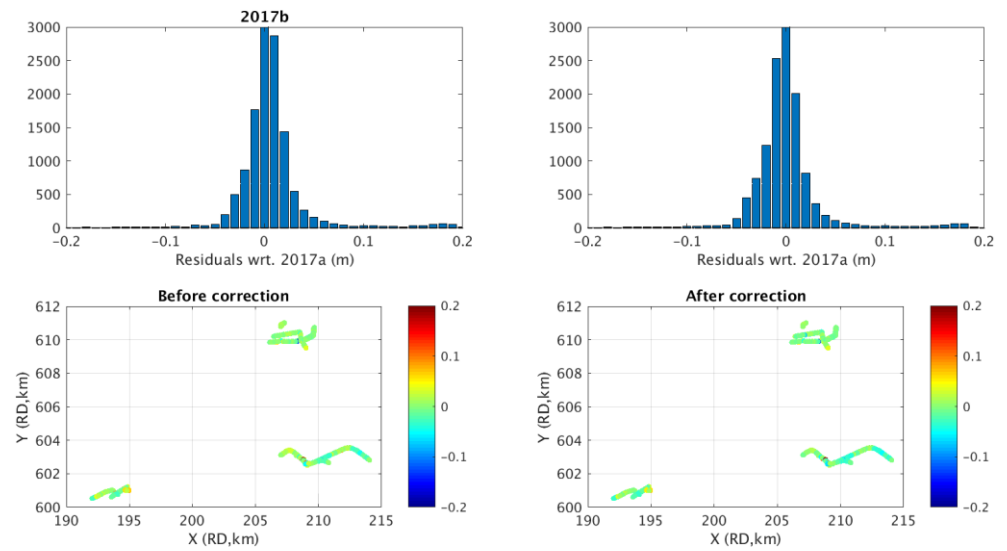 2017b
3000
2500
2000
1500
1000
500
0
−0.2 −0.1 0 0.1 0.2
Residuals wrt. 2017a (m)
3000
2500
2000
1500
1000
500
0
−0.2 −0.1 0 0.1 0.2
Residuals wrt. 2017a (m)
Before correction
612
610
608
606
604
602
600
Y (RD,km)
190 195 200 205 210 215
X (RD,km)
0.2
0.1
0
−0.1
−0.2
After correction
612
610
608
606
604
602
600
Y (RD,km)
190 195 200 205 210 215
X (RD,km)
0.2
0.1
0
−0.1
−0.2